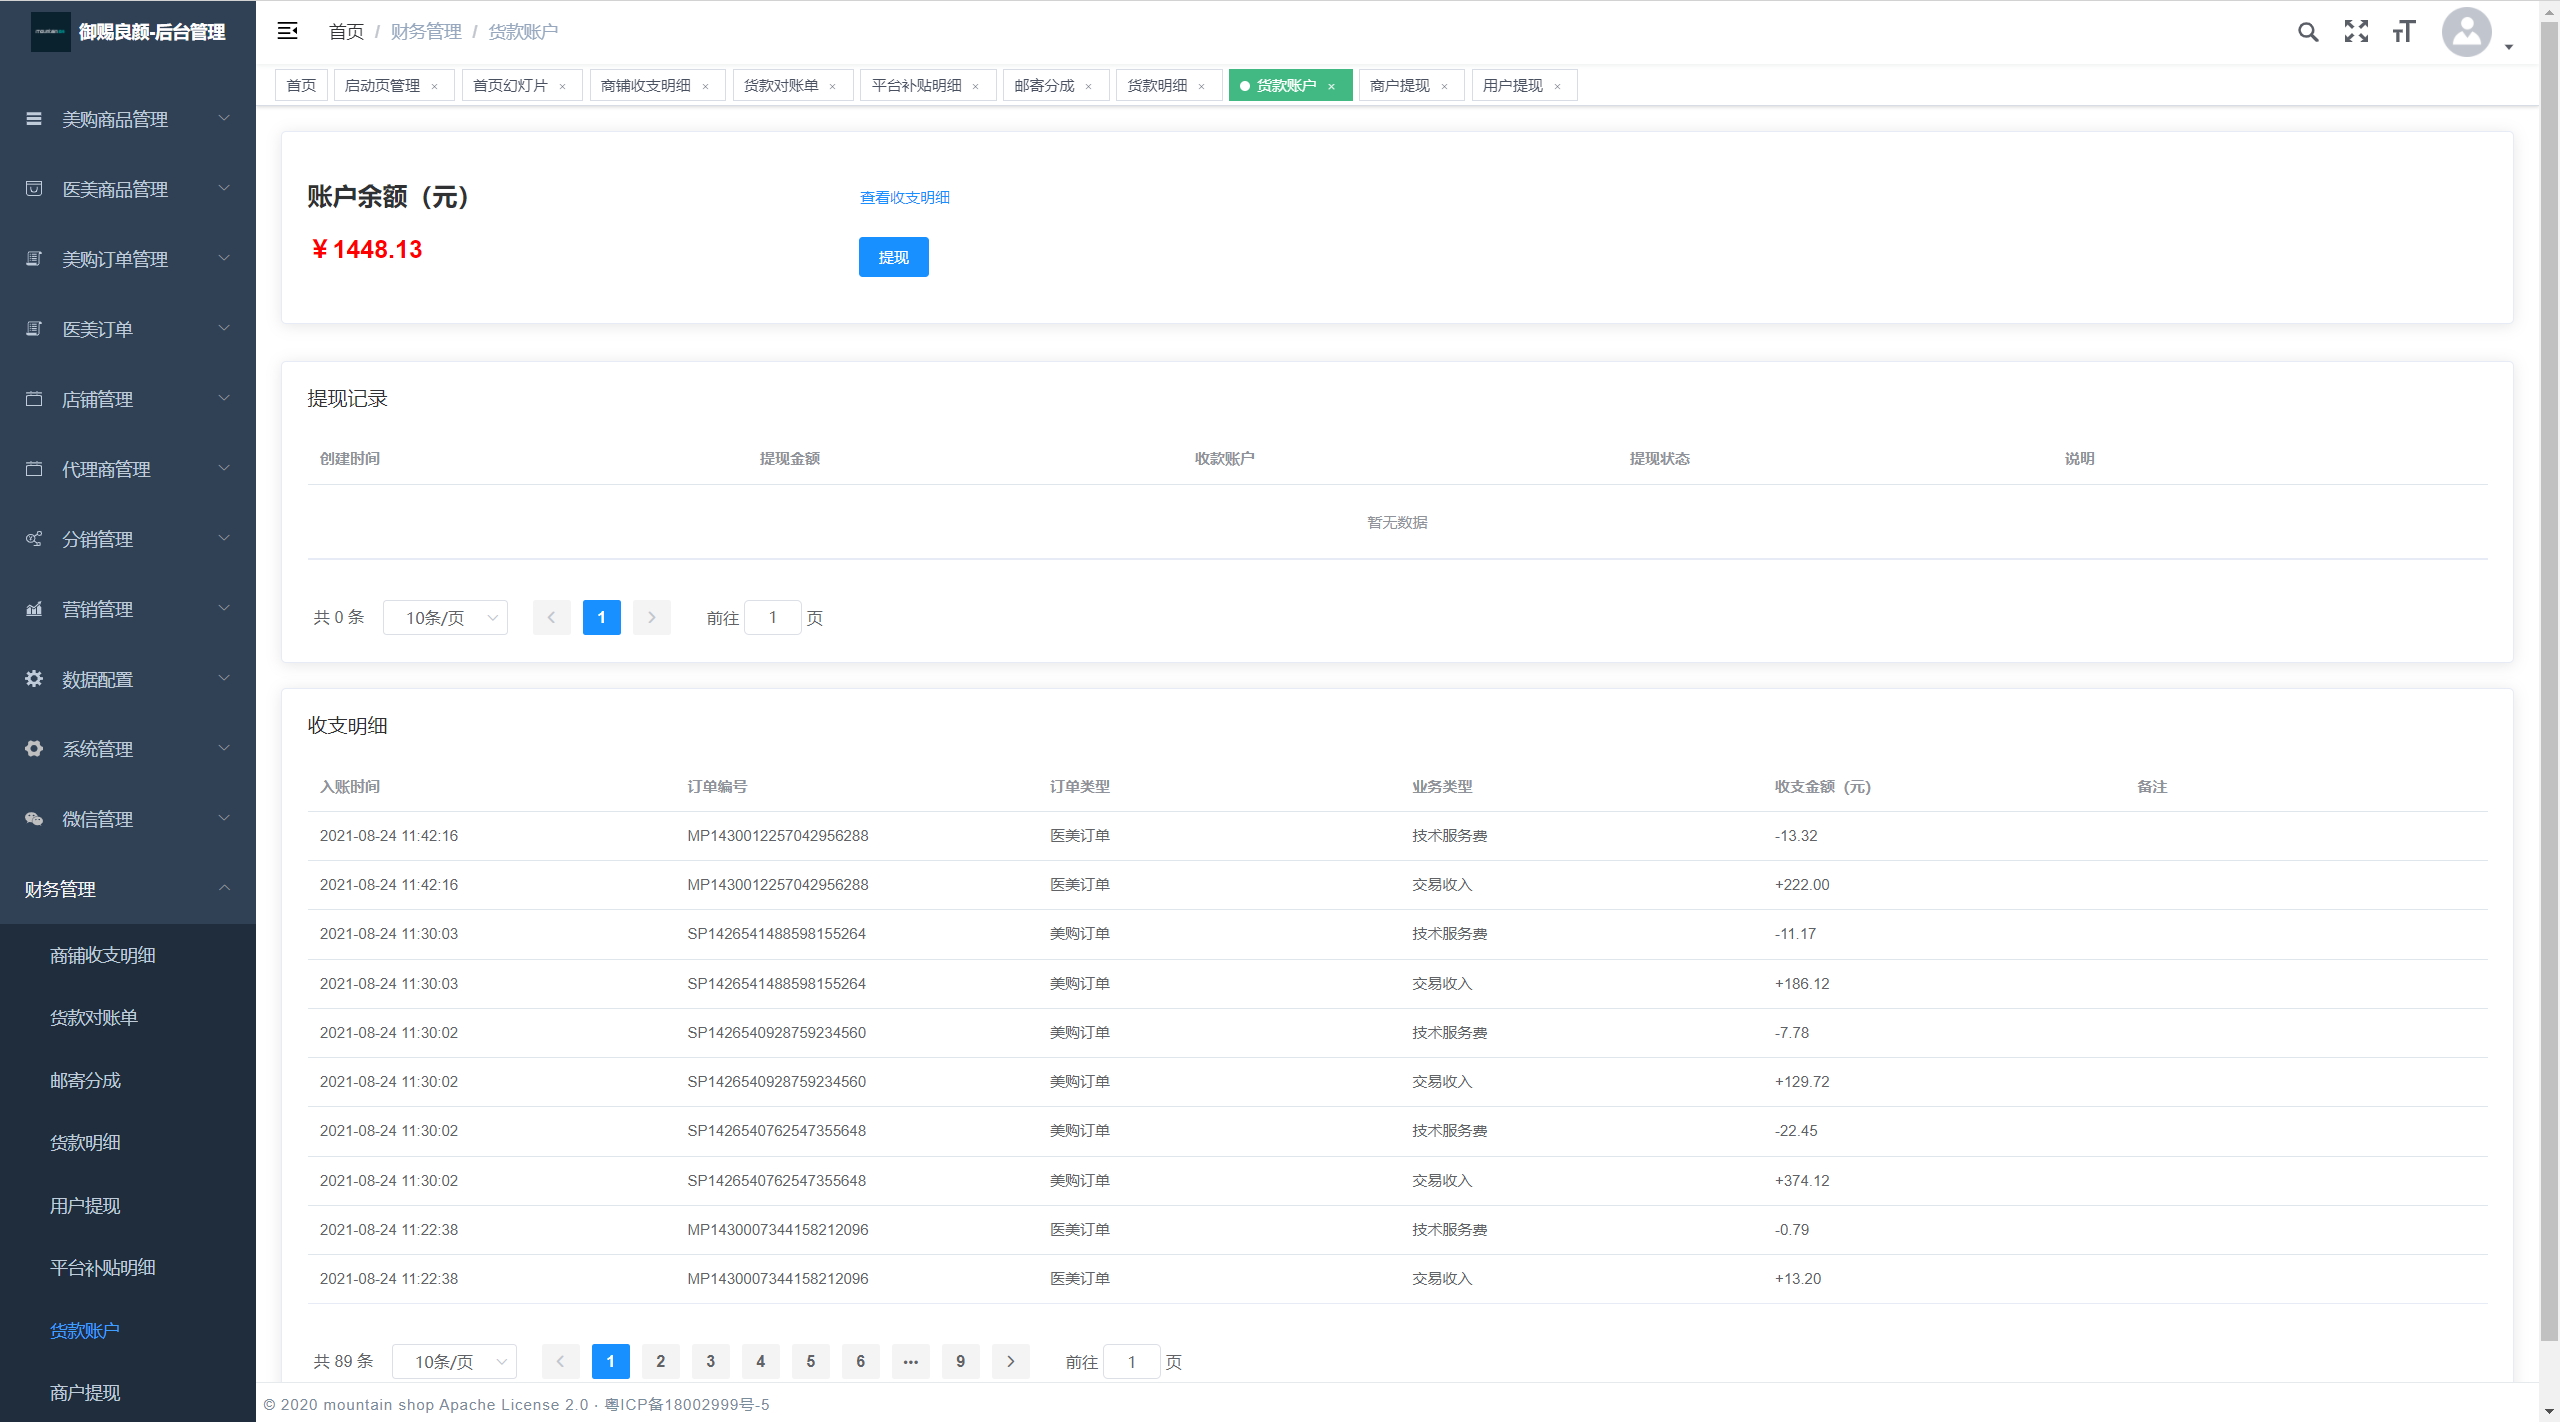 御赐良颜-后台管理
首页 / 财务管理 / 货款账户
首页 启动页管理 × 首页幻灯片 × 商铺收支明细 × 货款对账单 × 平台补贴明细 × 邮寄分成 × 货款明细 × 货款账户 × 商户提现 × 用户提现 ×
美购商品管理
医美商品管理
美购订单管理
医美订单
店铺管理
代理商管理
分销管理
营销管理
数据配置
系统管理
微信管理
财务管理
商铺收支明细
货款对账单
邮寄分成
货款明细
用户提现
平台补贴明细
货款账户
商户提现
账户余额（元）
查看收支明细
¥ 1448.13
提现
提现记录
创建时间 提现金额 收款账户 提现状态 说明
暂无数据
共 0 条 10条/页 1 前往 1 页
收支明细
入账时间 订单编号 订单类型 业务类型 收支金额（元） 备注
2021-08-24 11:42:16 MP1430012257042956288 医美订单 技术服务费 -13.32
2021-08-24 11:42:16 MP1430012257042956288 医美订单 交易收入 +222.00
2021-08-24 11:30:03 SP1426541488598155264 美购订单 技术服务费 -11.17
2021-08-24 11:30:03 SP1426541488598155264 美购订单 交易收入 +186.12
2021-08-24 11:30:02 SP1426540928759234560 美购订单 技术服务费 -7.78
2021-08-24 11:30:02 SP1426540928759234560 美购订单 交易收入 +129.72
2021-08-24 11:30:02 SP1426540762547355648 美购订单 技术服务费 -22.45
2021-08-24 11:30:02 SP1426540762547355648 美购订单 交易收入 +374.12
2021-08-24 11:22:38 MP1430007344158212096 医美订单 技术服务费 -0.79
2021-08-24 11:22:38 MP1430007344158212096 医美订单 交易收入 +13.20
共 89 条 10条/页 1 2 3 4 5 6 ••• 9 前往 1 页
© 2020 mountain shop Apache License 2.0 · 粤ICP备18002999号-5